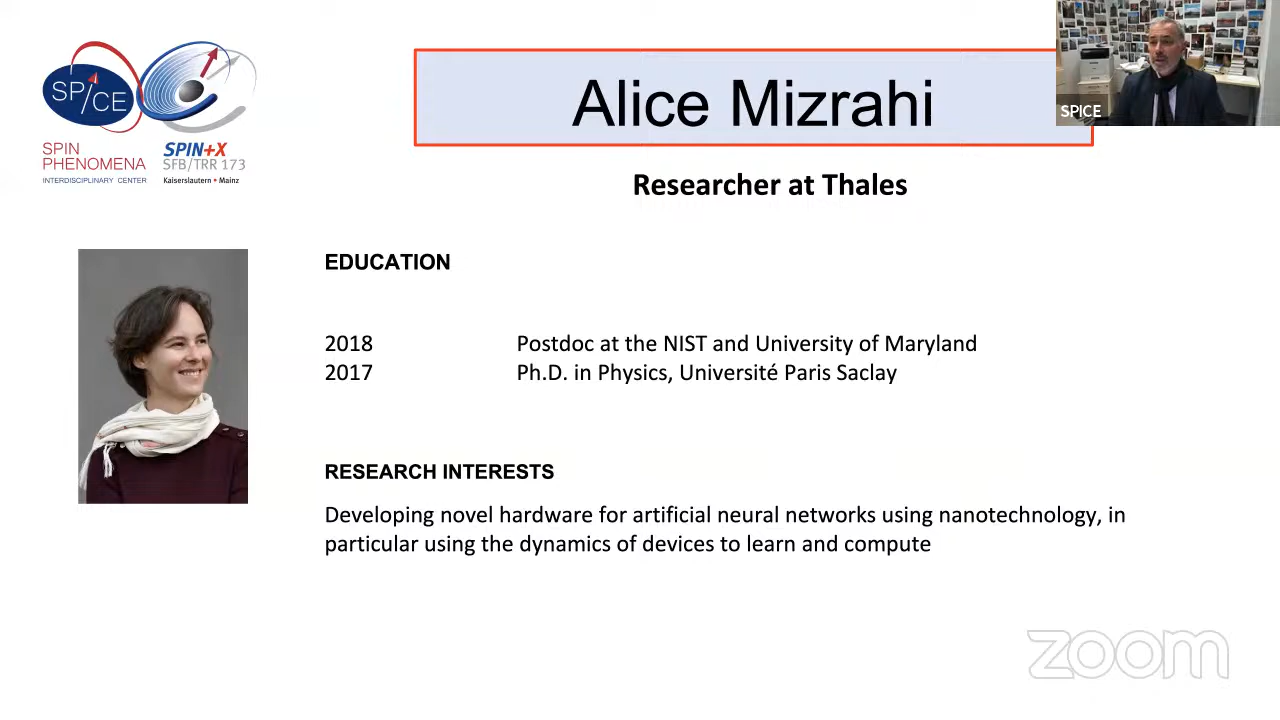 SPICE
SPIN
PHENOMENA
INTERDISCIPLINARY CENTER
SPIN+X
SFB/TRR 173
Kaiserslautern • Mainz
Alice Mizrahi
SPICE
Researcher at Thales
EDUCATION
2018 Postdoc at the NIST and University of Maryland
2017 Ph.D. in Physics, Université Paris Saclay
RESEARCH INTERESTS
Developing novel hardware for artificial neural networks using nanotechnology, in
particular using the dynamics of devices to learn and compute
zoom